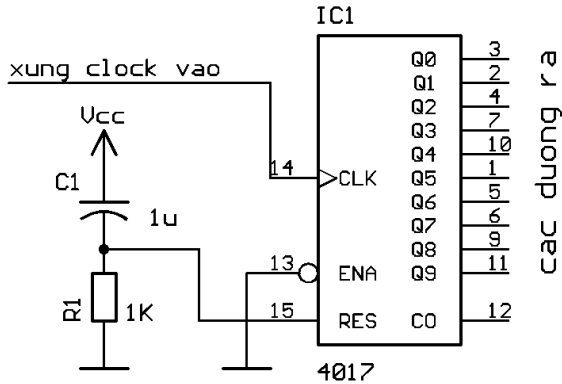 IC1
xung clock vao
Vcc
C1
1u
R1
1K
14
13
15
CLK
ENA
RES
Q0
Q1
Q2
Q3
Q4
Q5
Q6
Q7
Q8
Q9
CO
3
2
4
7
10
1
5
6
9
11
12
cac duong ra
4017